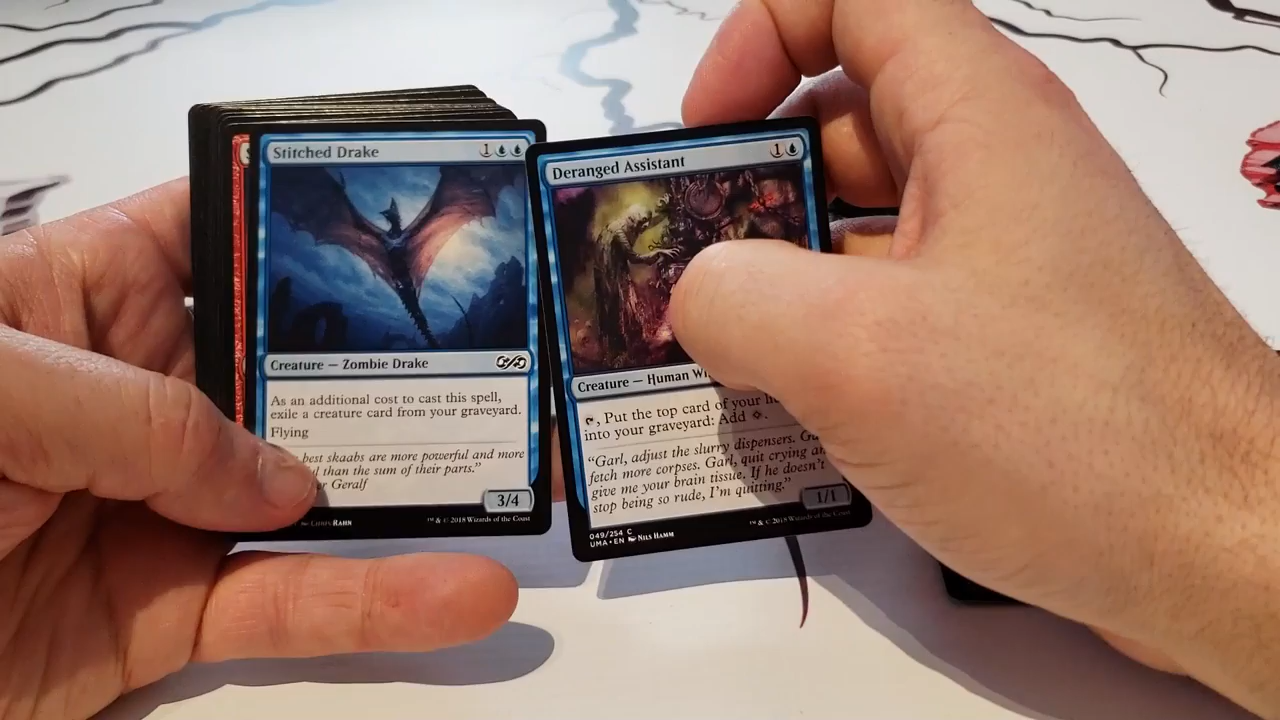 Stitched Drake 1
Creature — Zombie Drake
As an additional cost to cast this spell,
exile a creature card from your graveyard.
Flying
best skaabs are more powerful and more
than the sum of their parts.”
Geralf
3/4
Chris Rahn ™ & © 2018 Wizards of the Coast
Deranged Assistant 1
Creature — Human
, Put the top card of your
into your graveyard: Add
“Garl, adjust the slurry dispensers.
fetch more corpses. Garl, quit crying
give me your brain tissue. If he doesn't
stop being so rude, I'm quitting.”
1/1
049/254 C
UMA • EN Nils Hamm ™ & © 2018 Wizards of the Coast